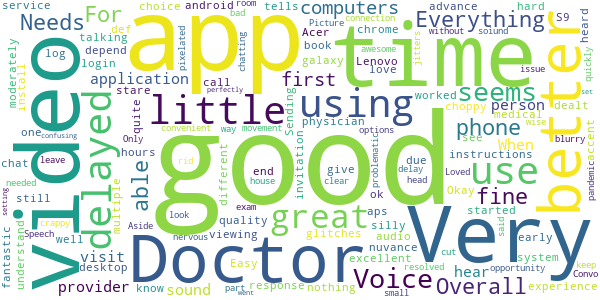 good
app
time
video
Very
Doctor
better
little
using
use
delayed
great
Voice
Overall
Everything
seems
phone
Needs
For
computers
able
fine
first
application
provider
visit
person
hear
sound
When
service
choice
android
tells
hard
S9
room
bad
advance
log
login
def
talking
depend
pixelated
chatting
Acer
book
chrome
Lenovo
love
Picture
connection
awesome
without
soiund
heard
galaxy
jitters
issue
quickly
moderately
install
stare
call
perfectly
quite
physician
Sending
worked
choppy
medical
dealt
wise
blurry
set
one
confusing
hours
Only
convenient
way
movement
invitation
options
problematic
instructions
Loved
Okay
accent
pandemic
chat
leave
still
multiple
different
rid
end
house
give
clear
due
delay
ok
head
see
needed
understand
setting
crappy
look
exam
aps
silly
nuvance
started
said
early
fantastic
Speech
well
desktop
Aside
nervous
quality
viewing
glitches
audio
excellent
cut
opportunity
system
keep
Convo
know
Easy
part
went
response
nothing
small
resolved